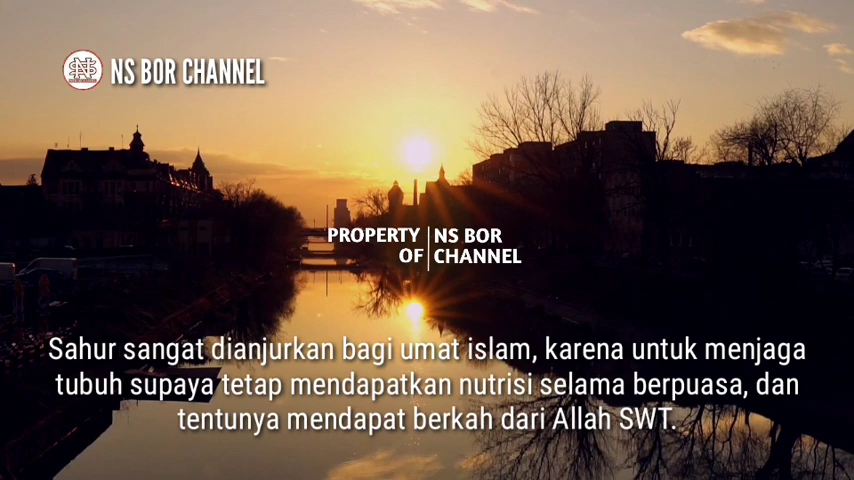 NS BOR CHANNEL
PROPERTY OF
NS BOR CHANNEL
Sahur sangat dianjurkan bagi umat islam, karena untuk menjaga
tubuh supaya tetap mendapatkan nutrisi selama berpuasa, dan
tentunya mendapat berkah dari Allah SWT.